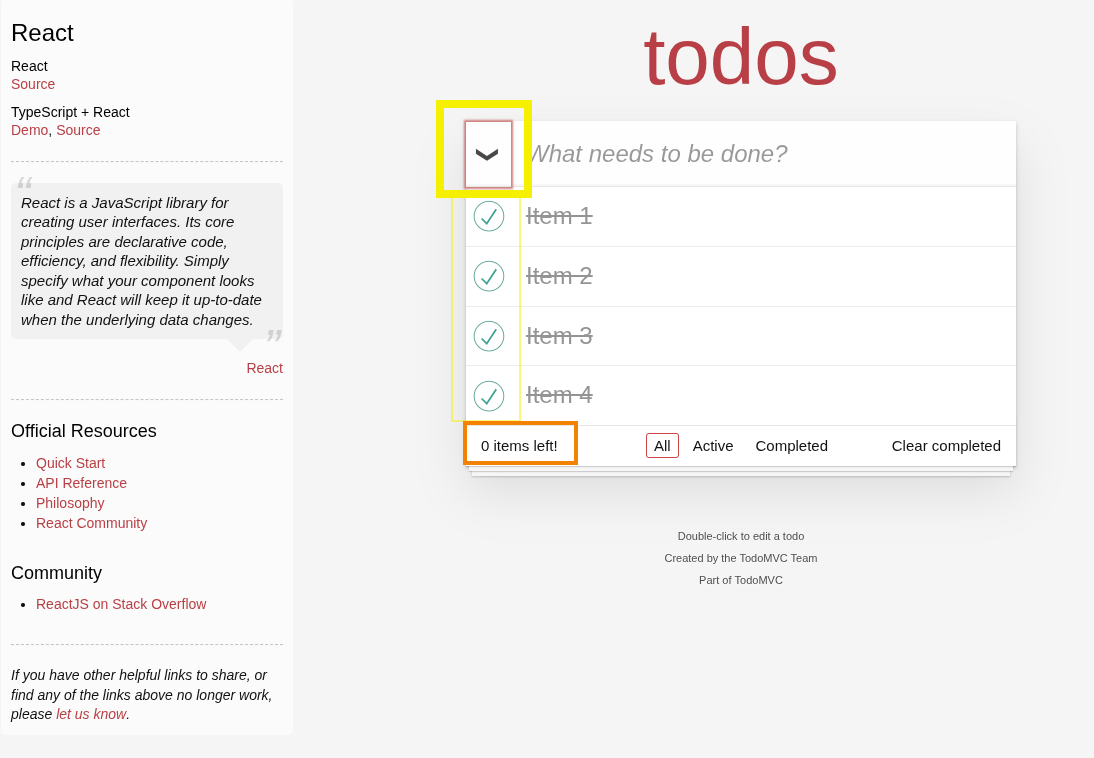 React
React
Source
TypeScript + React
Demo, Source
“
React is a JavaScript library for
creating user interfaces. Its core
principles are declarative code,
efficiency, and flexibility. Simply
specify what your component looks
like and React will keep it up-to-date
when the underlying data changes.
”
React
Official Resources
• Quick Start
• API Reference
• Philosophy
• React Community
Community
• ReactJS on Stack Overflow
If you have other helpful links to share, or
find any of the links above no longer work,
please let us know.
todos
What needs to be done?
Item 1
Item 2
Item 3
Item 4
0 items left! All Active Completed Clear completed
Double-click to edit a todo
Created by the TodoMVC Team
Part of TodoMVC